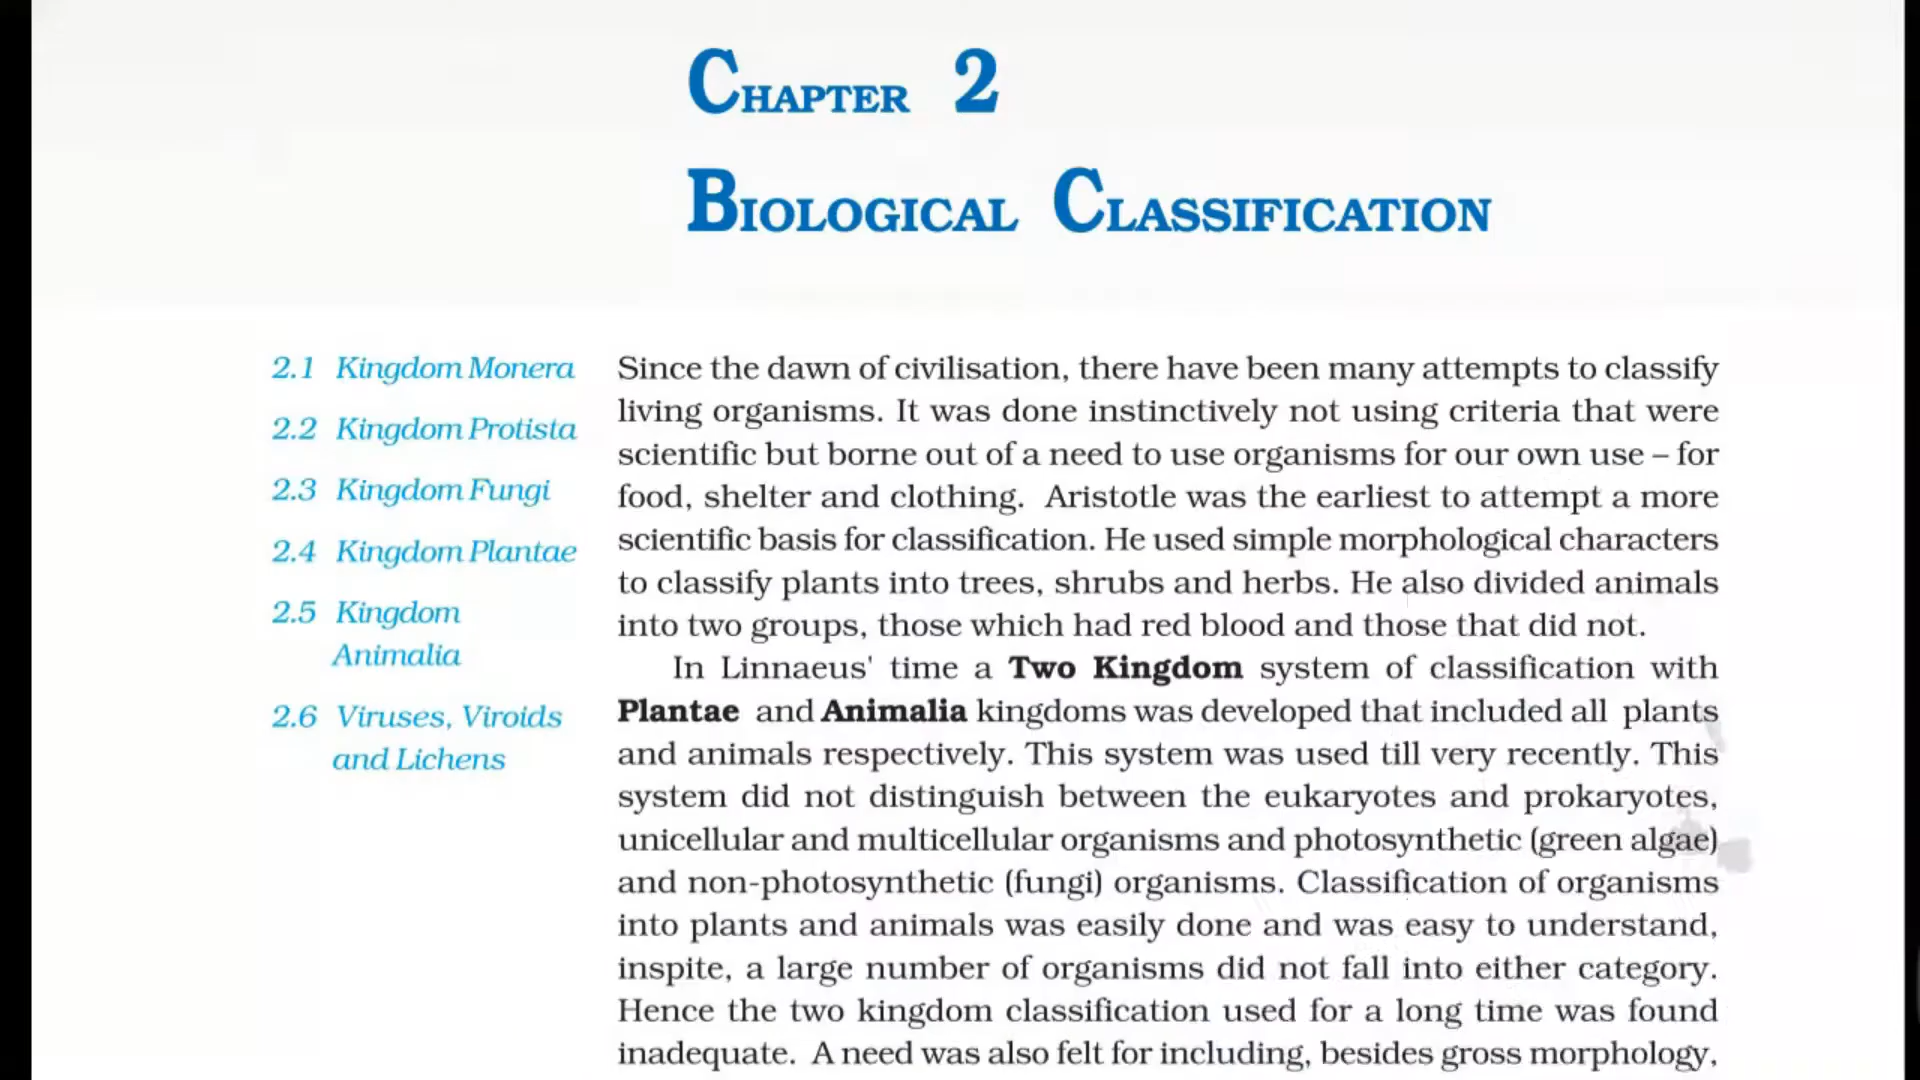 CHAPTER 2
BIOLOGICAL CLASSIFICATION
2.1 Kingdom Monera
2.2 Kingdom Protista
2.3 Kingdom Fungi
2.4 Kingdom Plantae
2.5 Kingdom
Animalia
2.6 Viruses, Viroids
and Lichens
Since the dawn of civilisation, there have been many attempts to classify
living organisms. It was done instinctively not using criteria that were
scientific but borne out of a need to use organisms for our own use – for
food, shelter and clothing. Aristotle was the earliest to attempt a more
scientific basis for classification. He used simple morphological characters
to classify plants into trees, shrubs and herbs. He also divided animals
into two groups, those which had red blood and those that did not.
In Linnaeus' time a Two Kingdom system of classification with
Plantae and Animalia kingdoms was developed that included all plants
and animals respectively. This system was used till very recently. This
system did not distinguish between the eukaryotes and prokaryotes,
unicellular and multicellular organisms and photosynthetic (green algae)
and non-photosynthetic (fungi) organisms. Classification of organisms
into plants and animals was easily done and was easy to understand,
inspite, a large number of organisms did not fall into either category.
Hence the two kingdom classification used for a long time was found
inadequate. A need was also felt for including, besides gross morphology,